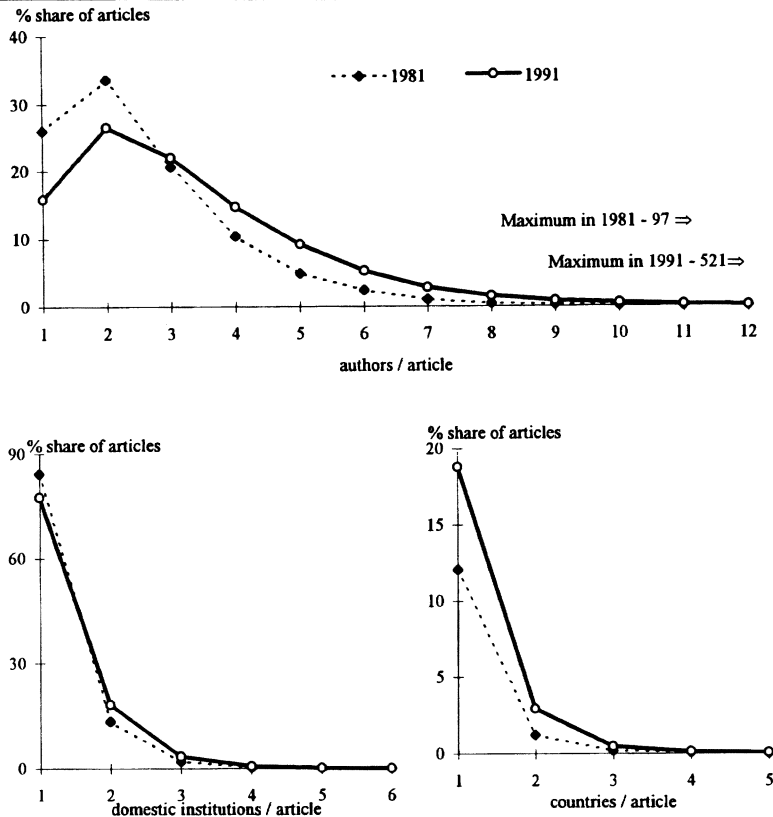 % share of articles
40
30
20
10
0
1981
1991
Maximum in 1981 - 97 ⇒
Maximum in 1991 - 521⇒
1 2 3 4 5 6 7 8 9 10 11 12
authors / article
% share of articles
90
60
30
0
1 2 3 4 5 6
domestic institutions / article
% share of articles
20
15
10
5
0
1 2 3 4 5
countries / article